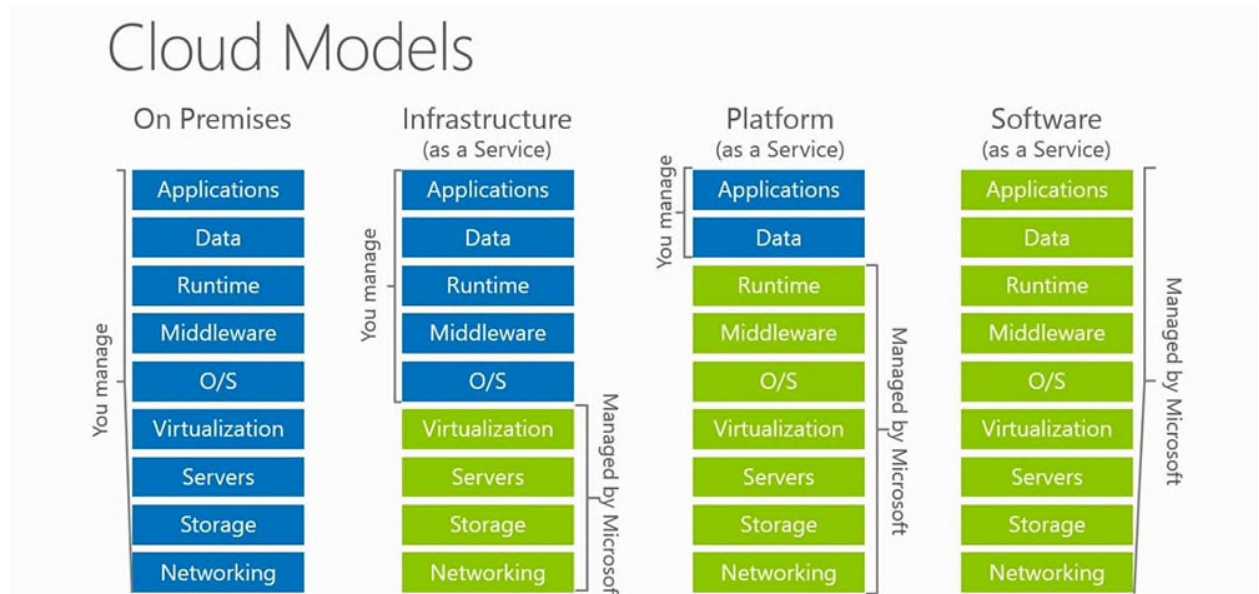 Cloud Models
On Premises
Applications
Data
Runtime
Middleware
O/S
Virtualization
Servers
Storage
Networking
You manage
Infrastructure
(as a Service)
Applications
Data
Runtime
Middleware
O/S
Virtualization
Servers
Storage
Networking
You manage
Managed by Microsof
Platform
(as a Service)
Applications
Data
Runtime
Middleware
O/S
Virtualization
Servers
Storage
Networking
You manage
Managed by Microsoft
Software
(as a Service)
Applications
Data
Runtime
Middleware
O/S
Virtualization
Servers
Storage
Networking
Managed by Microsoft